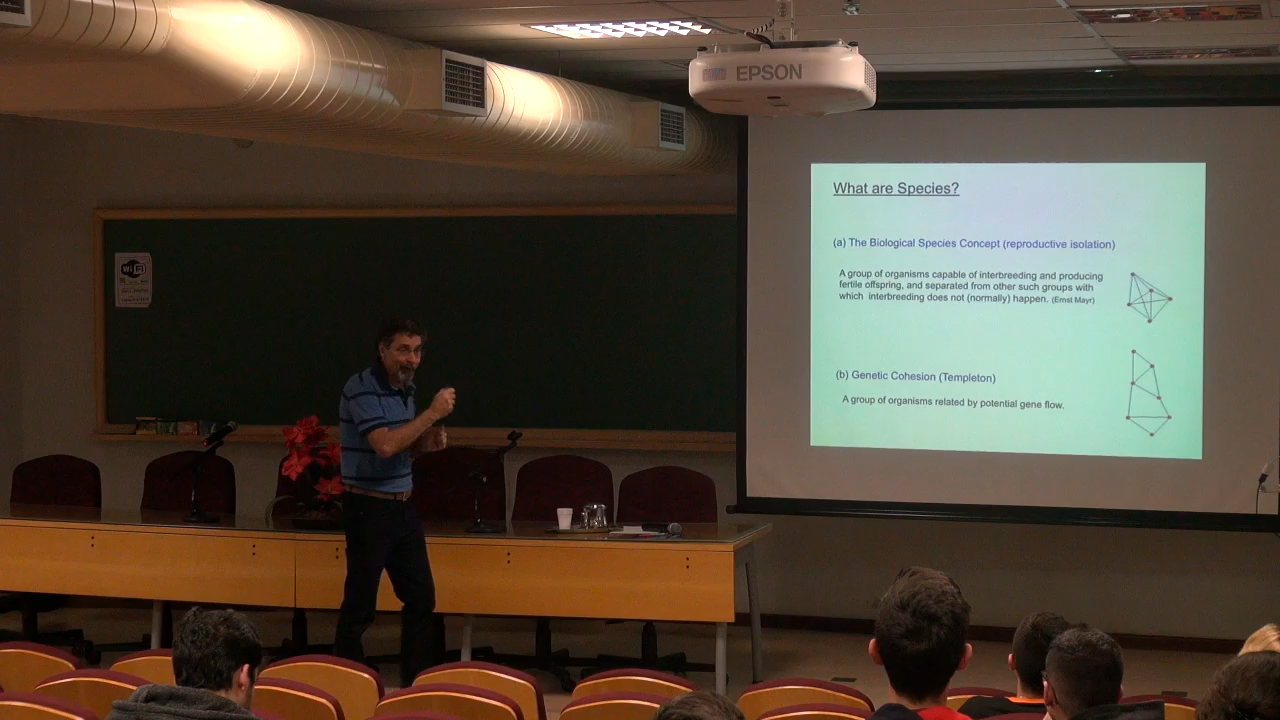 EPSON
What are Species?
(a) The Biological Species Concept (reproductive isolation)
A group of organisms capable of interbreeding and producing
fertile offspring, and separated from other such groups with
which interbreeding does not (normally) happen. (Ernst Mayr)
(b) Genetic Cohesion (Templeton)
A group of organisms related by potential gene flow.
Wi Fi